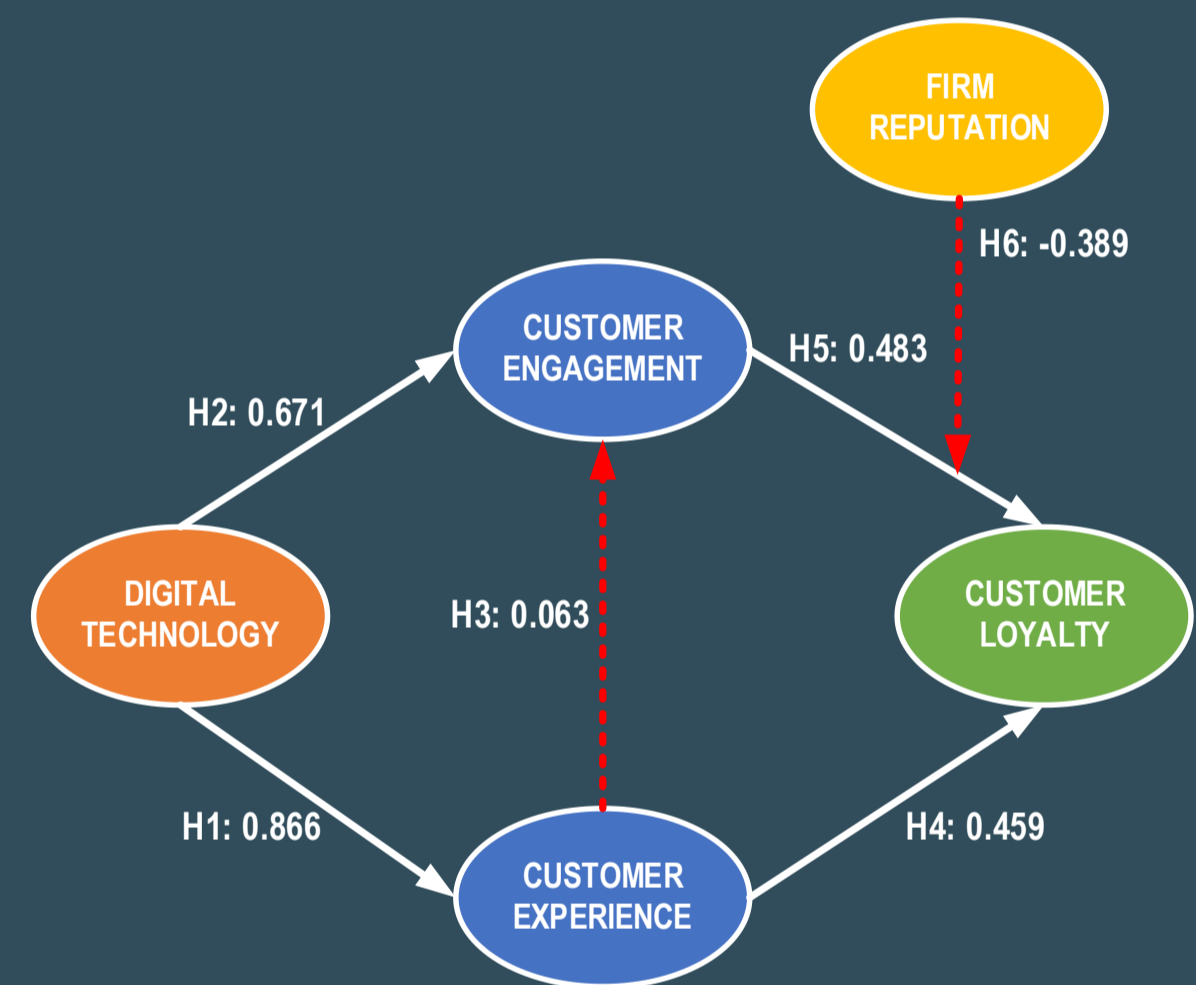 FIRM
REPUTATION
H6: -0.389
CUSTOMER
ENGAGEMENT
H5: 0.483
H2: 0.671
DIGITAL
TECHNOLOGY
H3: 0.063
CUSTOMER
LOYALTY
H1: 0.866
H4: 0.459
CUSTOMER
EXPERIENCE